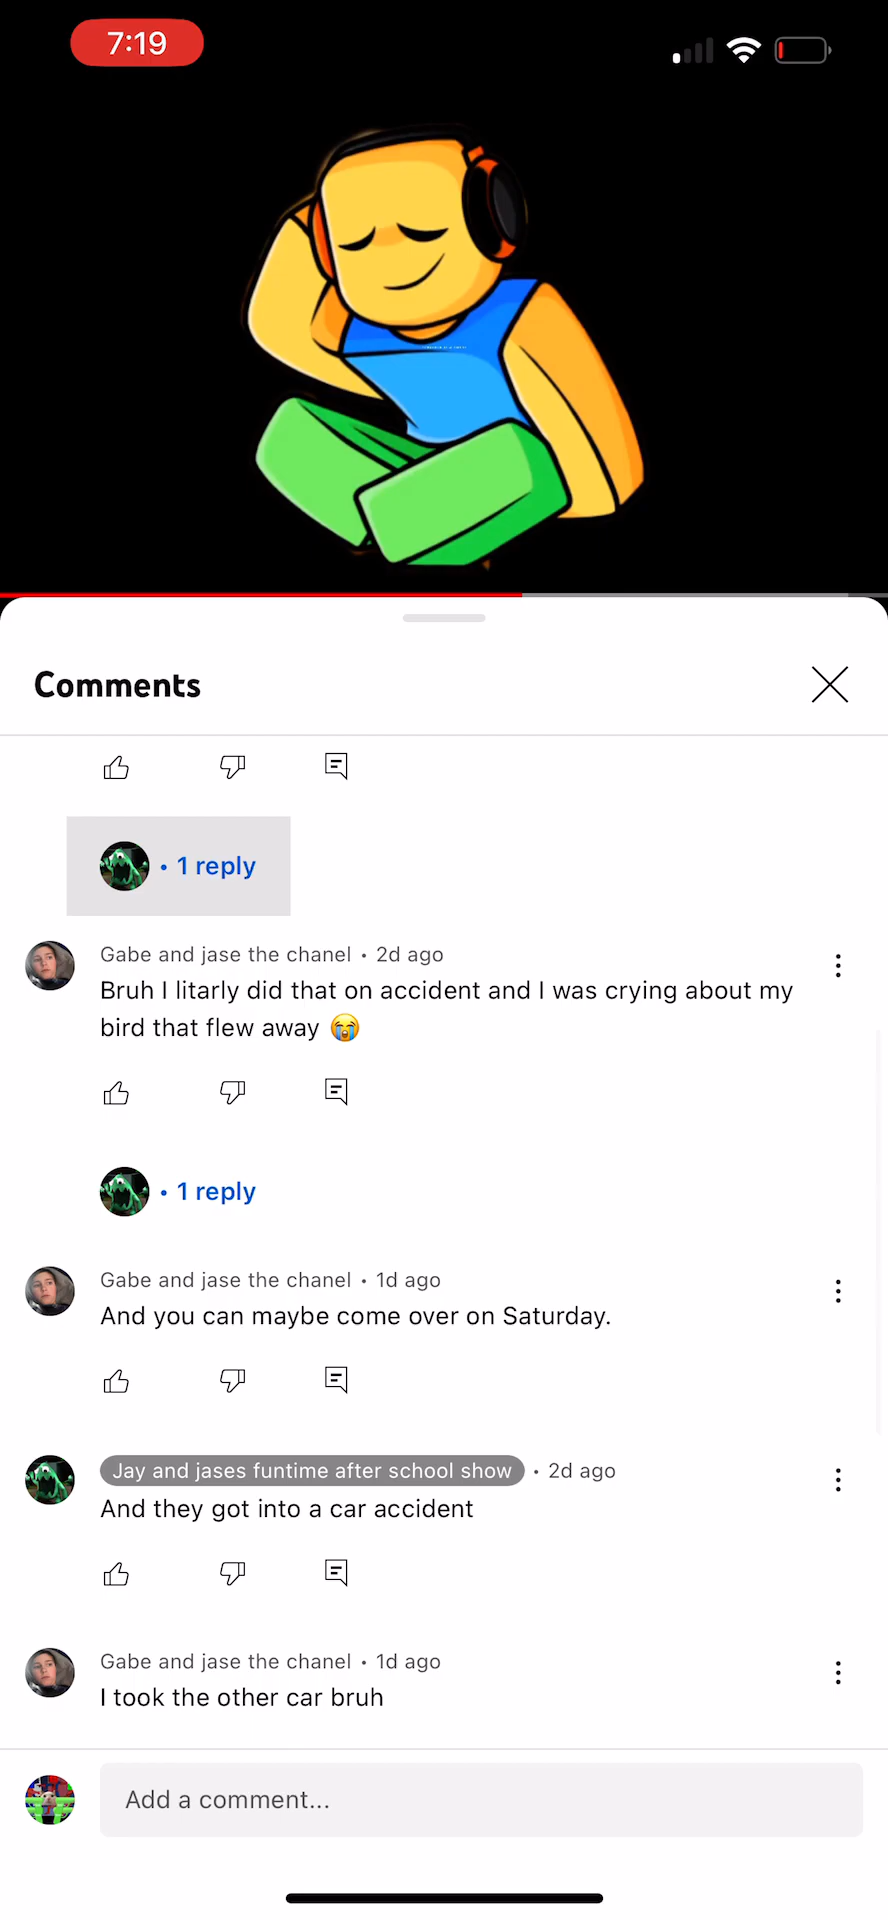 7:19
Comments
• 1 reply
Gabe and jase the chanel • 2d ago
Bruh I litarly did that on accident and I was crying about my
bird that flew away 😭
• 1 reply
Gabe and jase the chanel • 1d ago
And you can maybe come over on Saturday.
Jay and jases funtime after school show • 2d ago
And they got into a car accident
Gabe and jase the chanel • 1d ago
I took the other car bruh
Add a comment...